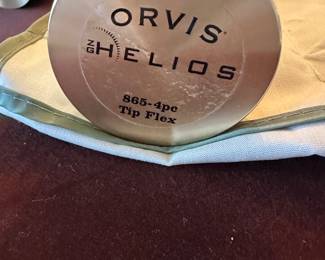 ORVIS
ZG HELIOS
865-4pc
Tip Flex